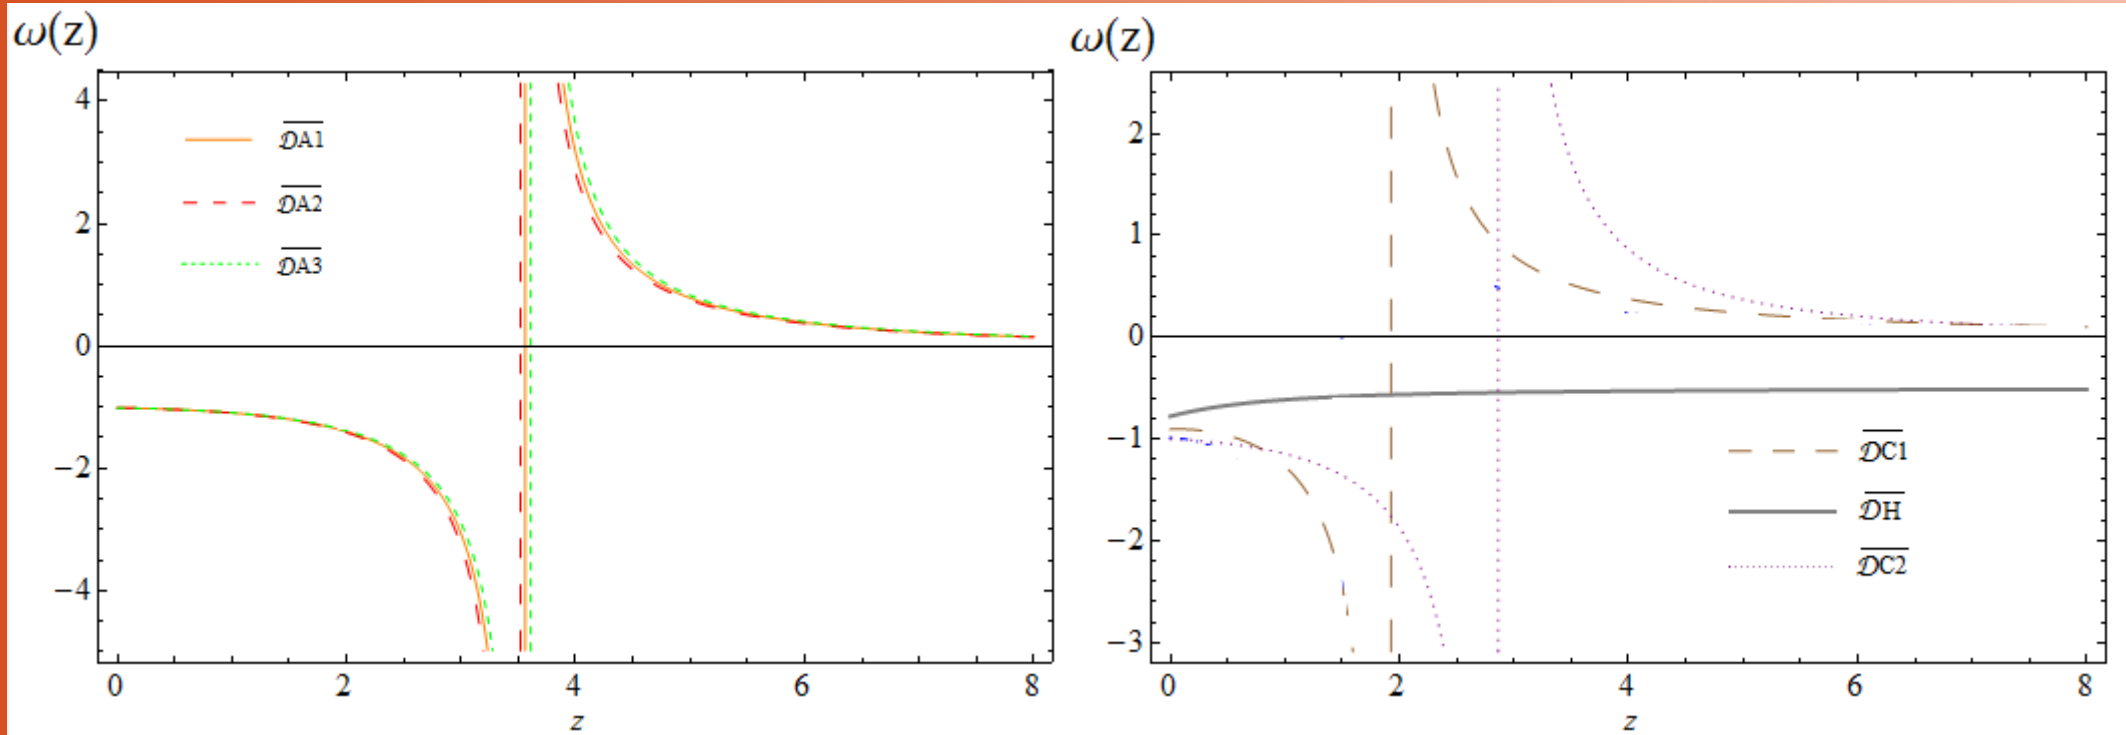 ω(z)
4
2
0
−2
−4
0 2 4 6 8
z
𝒟A1
𝒟A2
𝒟A3
ω(z)
2
1
0
−1
−2
−3
0 2 4 6 8
z
𝒟C1
𝒟H
𝒟C2